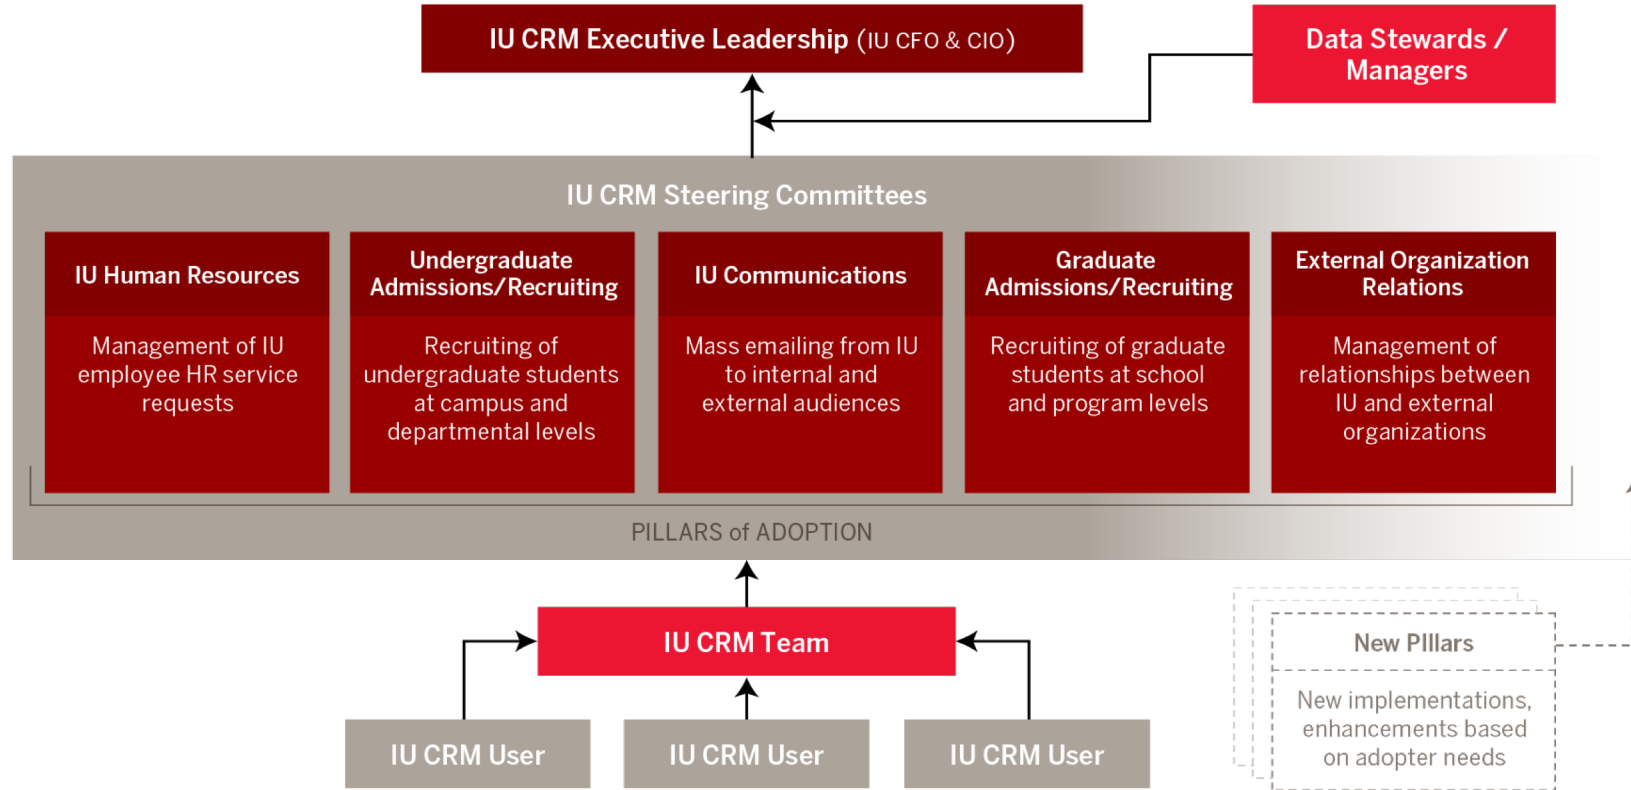 IU CRM Executive Leadership (IU CFO & CIO)
Data Stewards /
Managers
IU CRM Steering Committees
IU Human Resources
Management of IU
employee HR service
requests
Undergraduate
Admissions/Recruiting
Recruiting of
undergraduate students
at campus and
departmental levels
IU Communications
Mass emailing from IU
to internal and
external audiences
Graduate
Admissions/Recruiting
Recruiting of graduate
students at school
and program levels
External Organization
Relations
Management of
relationships between
IU and external
organizations
PILLARS of ADOPTION
IU CRM Team
New PIllars
New implementations,
enhancements based
on adopter needs
IU CRM User
IU CRM User
IU CRM User